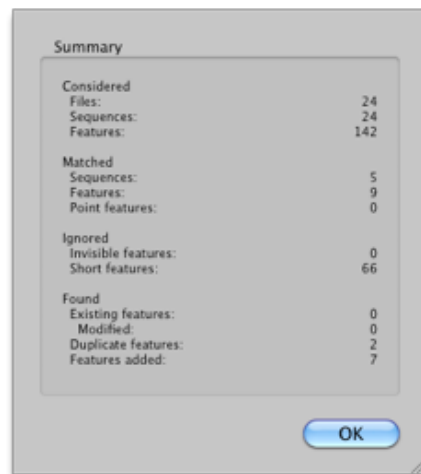 Summary
Considered
Files: 24
Sequences: 24
Features: 142
Matched
Sequences: 5
Features: 9
Point features: 0
Ignored
Invisible features: 0
Short features: 66
Found
Existing features: 0
Modified: 0
Duplicate features: 2
Features added: 7
OK